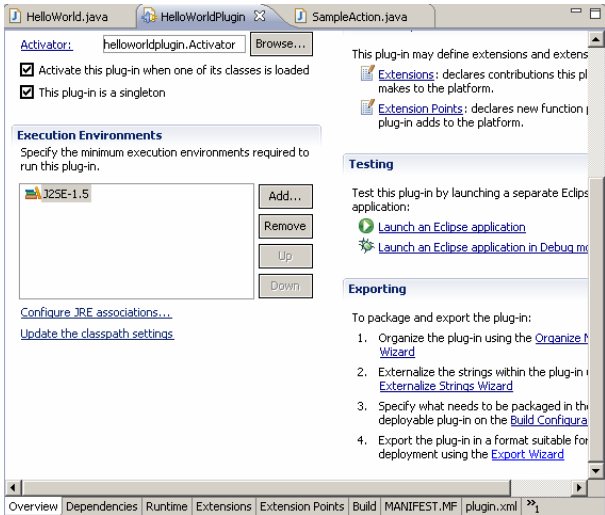 HelloWorld.java
HelloWorldPlugin
SampleAction.java
Activator:
helloworldplugin.Activator
Browse...
Activate this plug-in when one of its classes is loaded
This plug-in is a singleton
Execution Environments
Specify the minimum execution environments required to
run this plug-in.
J2SE-1.5
Add...
Remove
Up
Down
Configure JRE associations...
Update the classpath settings
This plug-in may define extensions and extens
Extensions: declares contributions this pl
makes to the platform.
Extension Points: declares new function
plug-in adds to the platform.
Testing
Test this plug-in by launching a separate Eclips
application:
Launch an Eclipse application
Launch an Eclipse application in Debug mo
Exporting
To package and export the plug-in:
1. Organize the plug-in using the Organize M
Wizard
2. Externalize the strings within the plug-in
Externalize Strings Wizard
3. Specify what needs to be packaged in the
deployable plug-in on the Build Configura
4. Export the plug-in in a format suitable for
deployment using the Export Wizard
Overview Dependencies Runtime Extensions Extension Points Build MANIFEST.MF plugin.xml »1